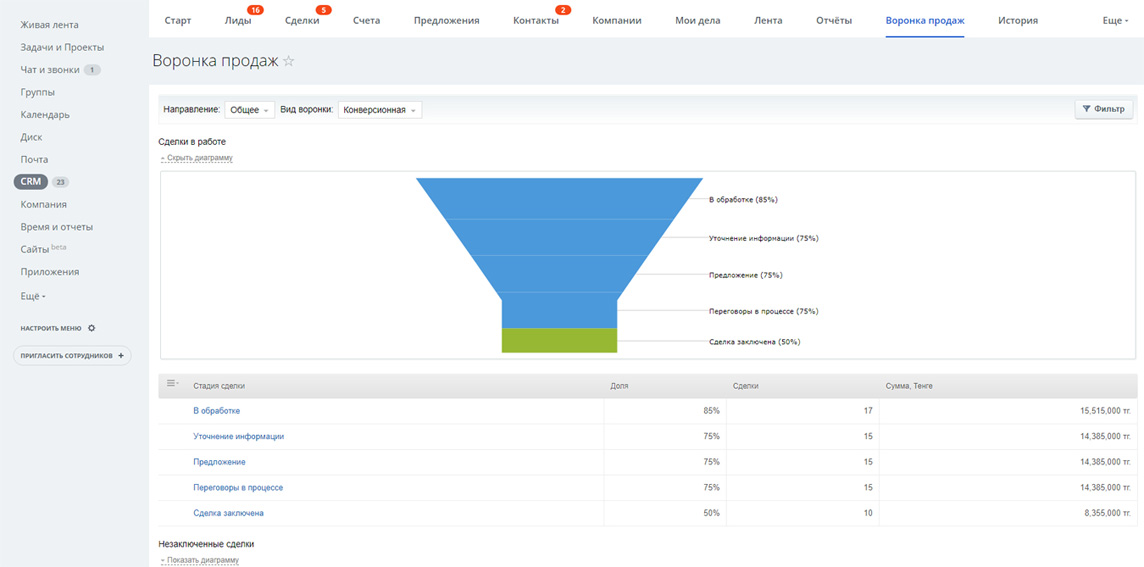 Живая лента
Задачи и Проекты
Чат и звонки 1
Группы
Календарь
Диск
Почта
CRM 23
Компания
Время и отчеты
Сайты beta
Приложения
Ещё
НАСТРОИТЬ МЕНЮ
ПРИГЛАСИТЬ СОТРУДНИКОВ +
Старт Лиды 16 Сделки 5 Счета Предложения Контакты 2 Компании Мои дела Лента Отчёты Воронка продаж История Еще
Воронка продаж
Направление: Общее Вид воронки: Конверсионная Фильтр
Сделки в работе
Скрыть диаграмму
В обработке (85%)
Уточнение информации (75%)
Предложение (75%)
Переговоры в процессе (75%)
Сделка заключена (50%)
Стадия сделки Доля Сделки Сумма, Тенге
В обработке 85% 17 15,515,000 тг.
Уточнение информации 75% 15 14,385,000 тг.
Предложение 75% 15 14,385,000 тг.
Переговоры в процессе 75% 15 14,385,000 тг.
Сделка заключена 50% 10 8,355,000 тг.
Незаключенные сделки
Показать диаграмму